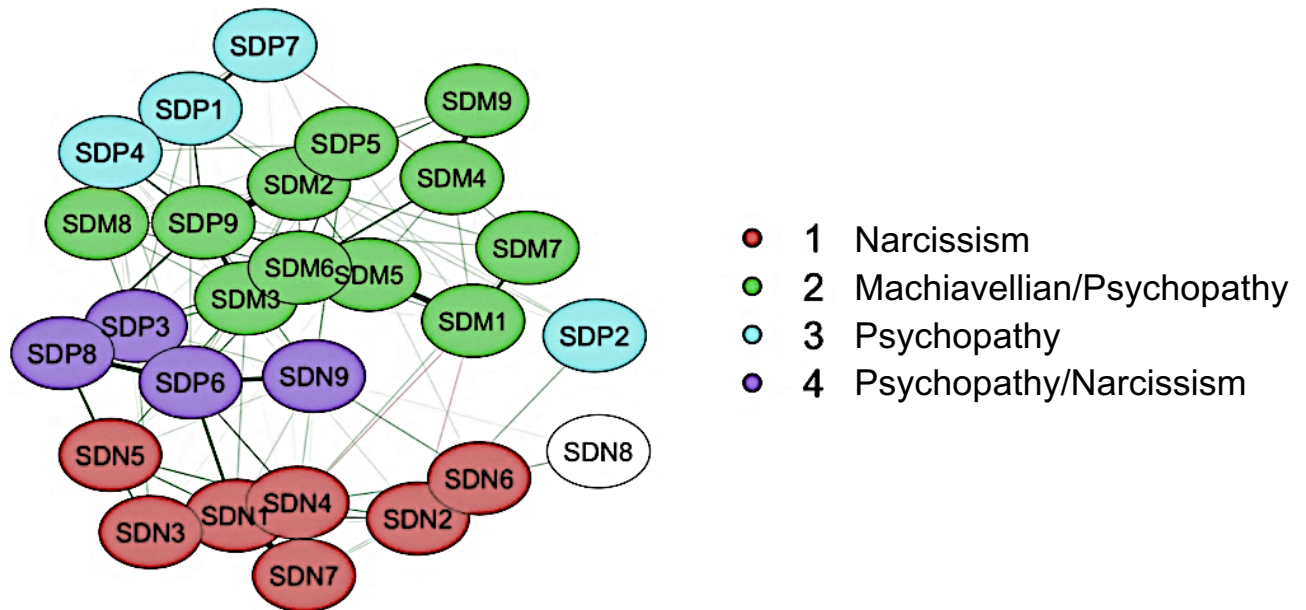 SDP7
SDP1
SDM9
SDP5
SDP4
SDM4
SDM2
SDM8
SDP9
SDM7
SDM6
SDM5
SDM3
SDM1
SDP3
SDP2
SDP8
SDP6
SDN9
SDN5
SDN8
SDN6
SDN4
SDN1
SDN2
SDN3
SDN7
1 Narcissism
2 Machiavellian/Psychopathy
3 Psychopathy
4 Psychopathy/Narcissism